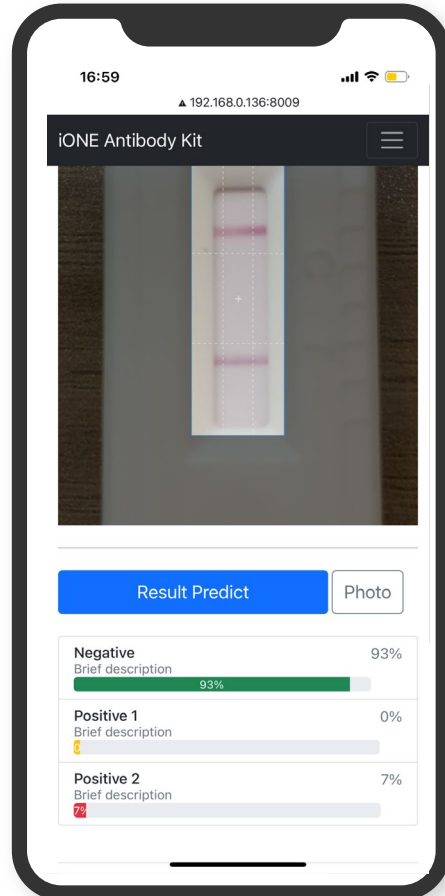 16:59
▲ 192.168.0.136:8009
iONE Antibody Kit
Result Predict
Photo
Negative 93%
Brief description
93%
Positive 1 0%
Brief description
0
Positive 2 7%
Brief description
7%